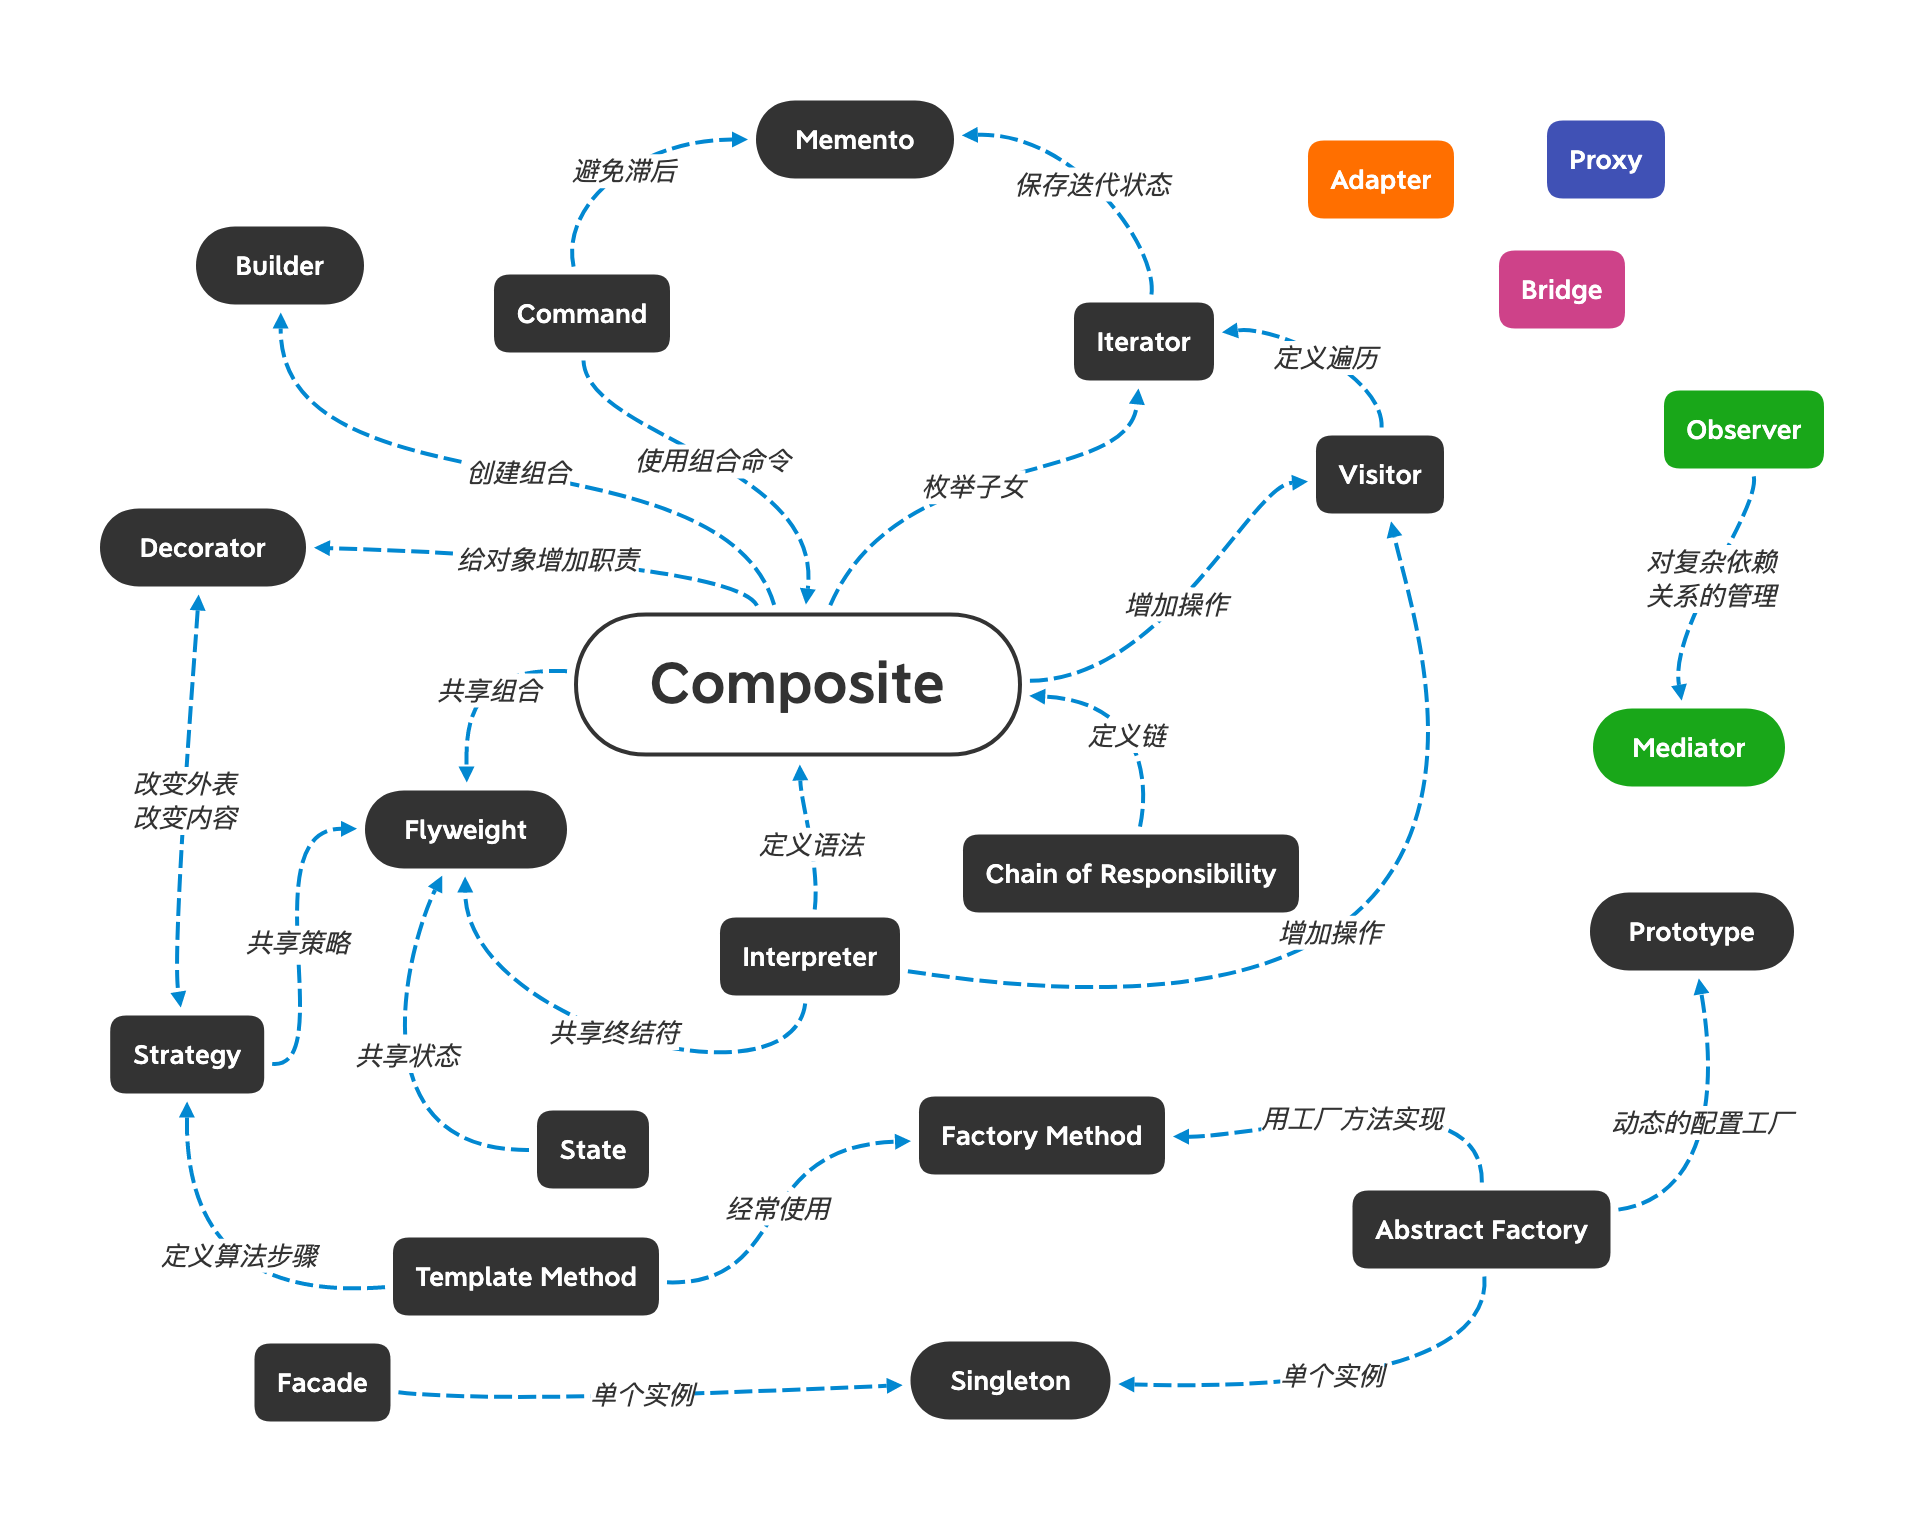 Memento
Proxy
Adapter
避免滞后
保存迭代状态
Builder
Bridge
Command
Iterator
定义遍历
Observer
使用组合命令
创建组合
枚举子女
Visitor
Decorator
给对象增加职责
对复杂依赖
关系的管理
增加操作
Composite
共享组合
定义链
Mediator
改变外表
改变内容
Flyweight
定义语法
Chain of Responsibility
共享策略
增加操作
Prototype
Interpreter
共享终结符
Strategy
共享状态
用工厂方法实现
动态的配置工厂
Factory Method
State
经常使用
Abstract Factory
定义算法步骤
Template Method
单个实例
Facade
单个实例
Singleton